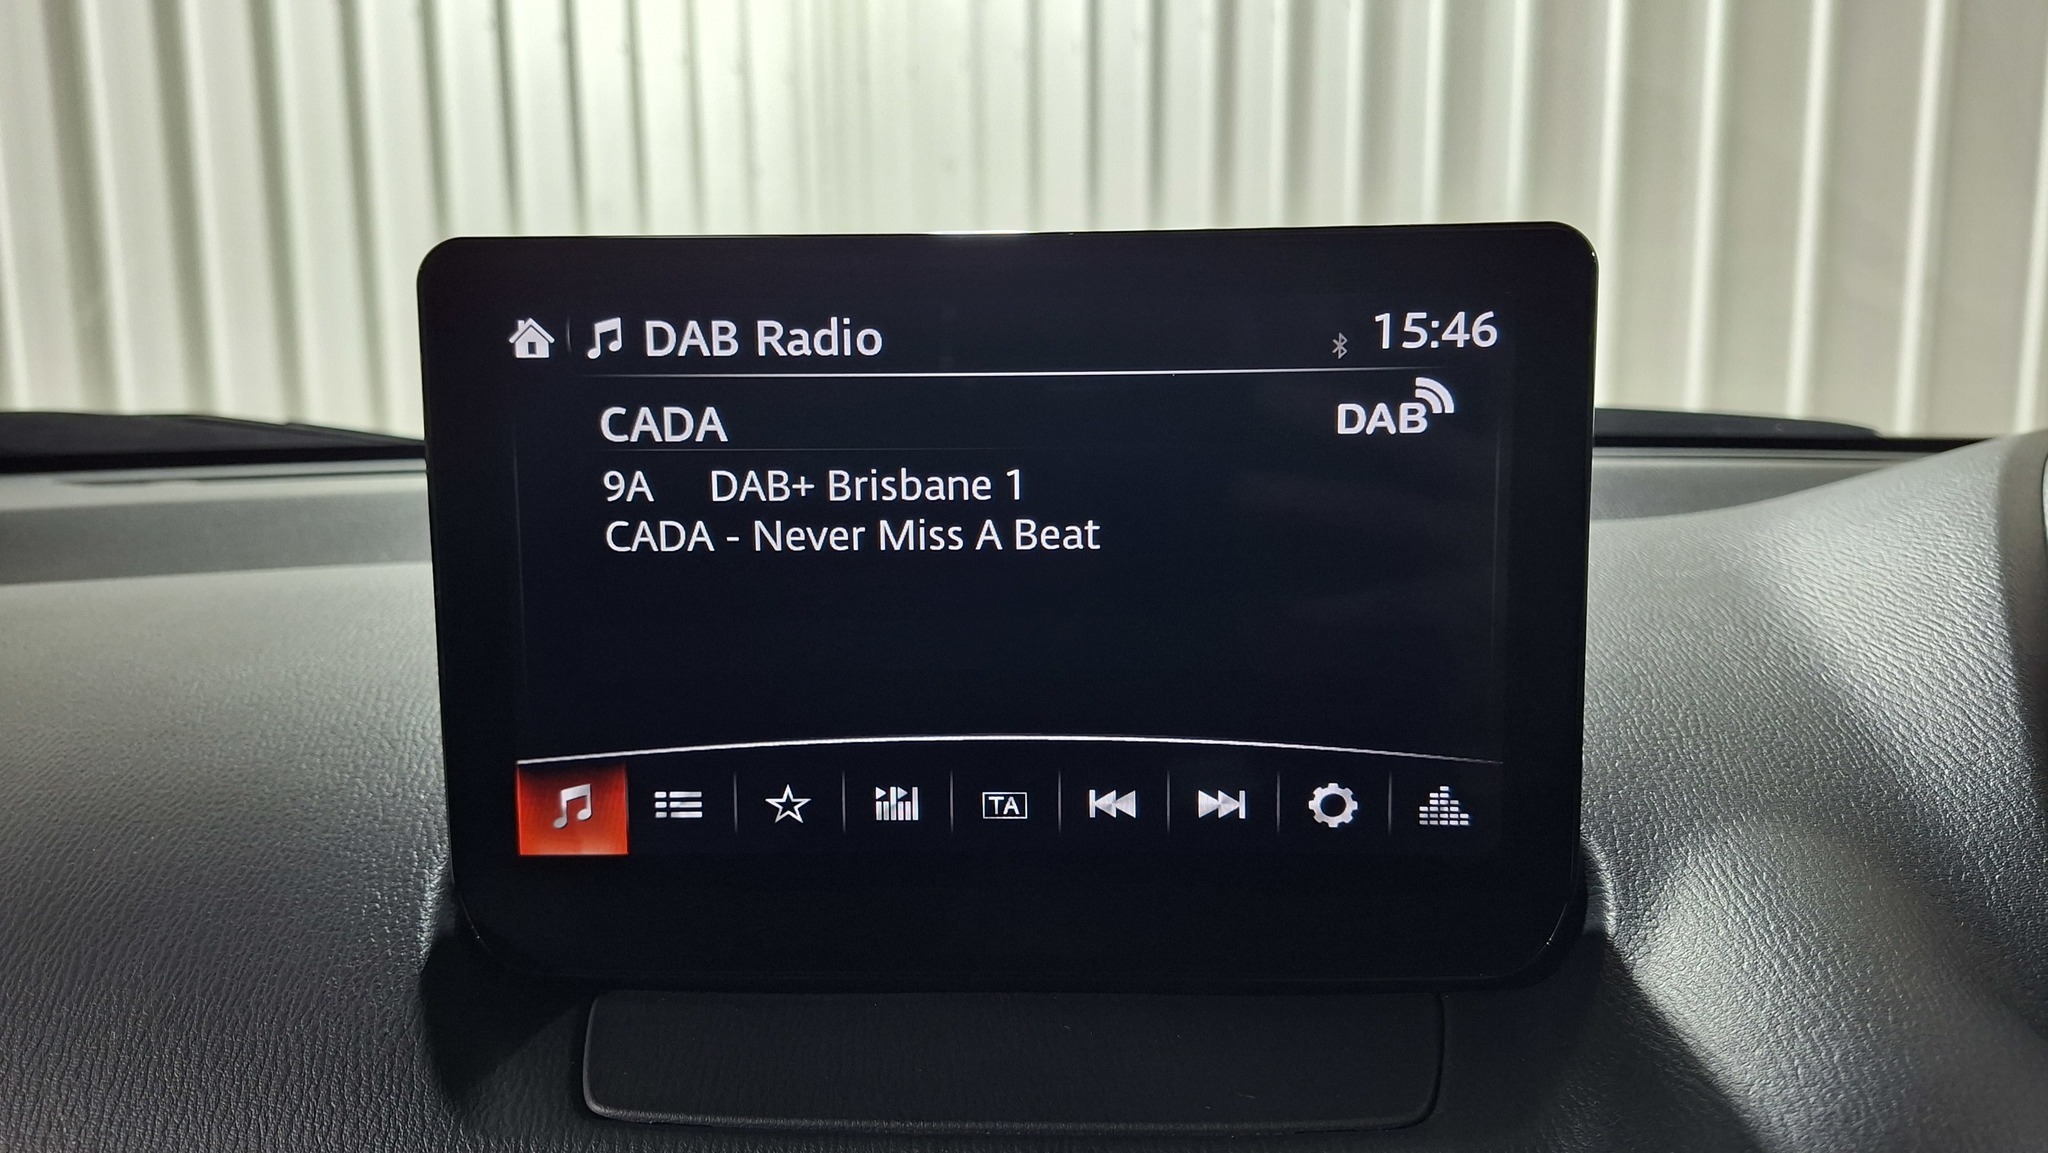 DAB Radio
15:46
CADA
DAB
9A DAB+ Brisbane 1
CADA - Never Miss A Beat
TA